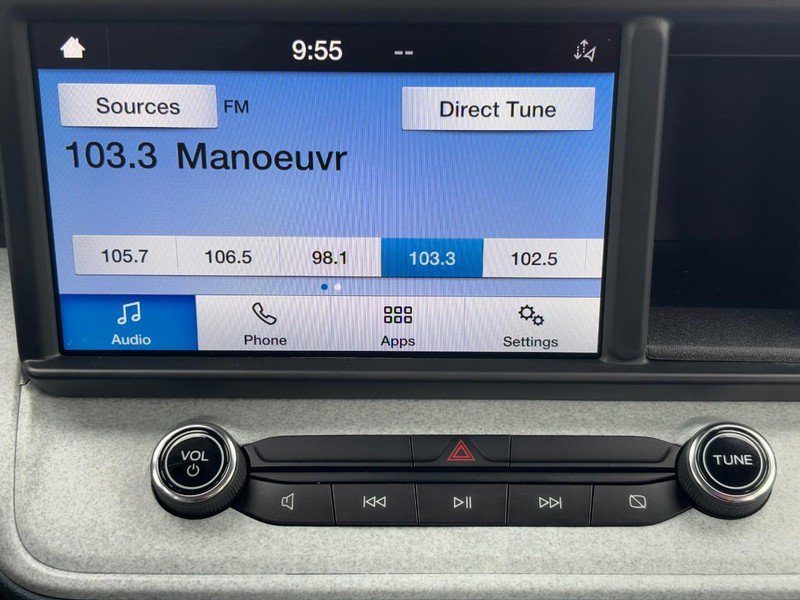 9:55 --
Sources FM Direct Tune
103.3 Manoeuvr
105.7 106.5 98.1 103.3 102.5
Audio Phone Apps Settings
VOL TUNE